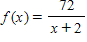 f(x) = 72/(x+2)